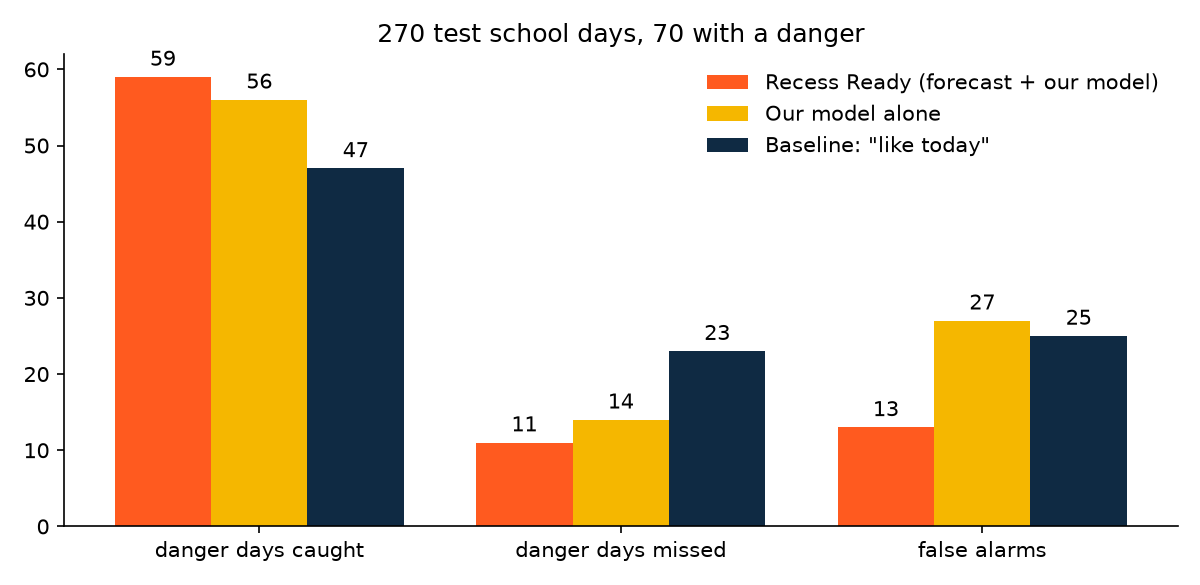 270 test school days, 70 with a danger
Recess Ready (forecast + our model)
Our model alone
Baseline: "like today"
60
50
40
30
20
10
0
59
56
47
11
14
23
13
27
25
danger days caught
danger days missed
false alarms